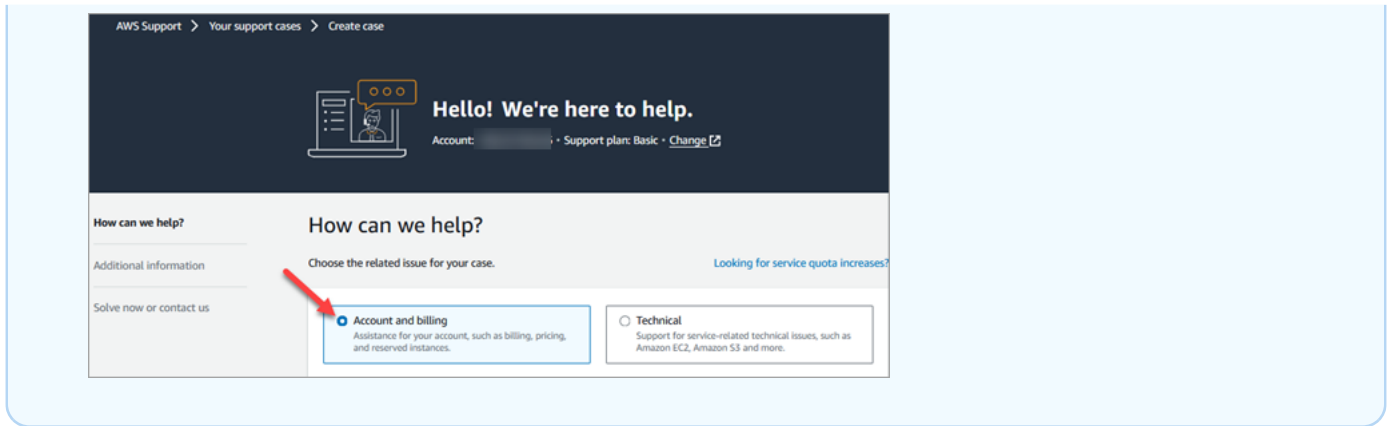 AWS Support > Your support cases > Create case
Hello! We're here to help.
Account: • Support plan: Basic • Change
How can we help?
Additional information
Solve now or contact us
How can we help?
Choose the related issue for your case.
Looking for service quota increases?
Account and billing
Assistance for your account, such as billing, pricing,
and reserved instances.
Technical
Support for service-related technical issues, such as
Amazon EC2, Amazon S3 and more.